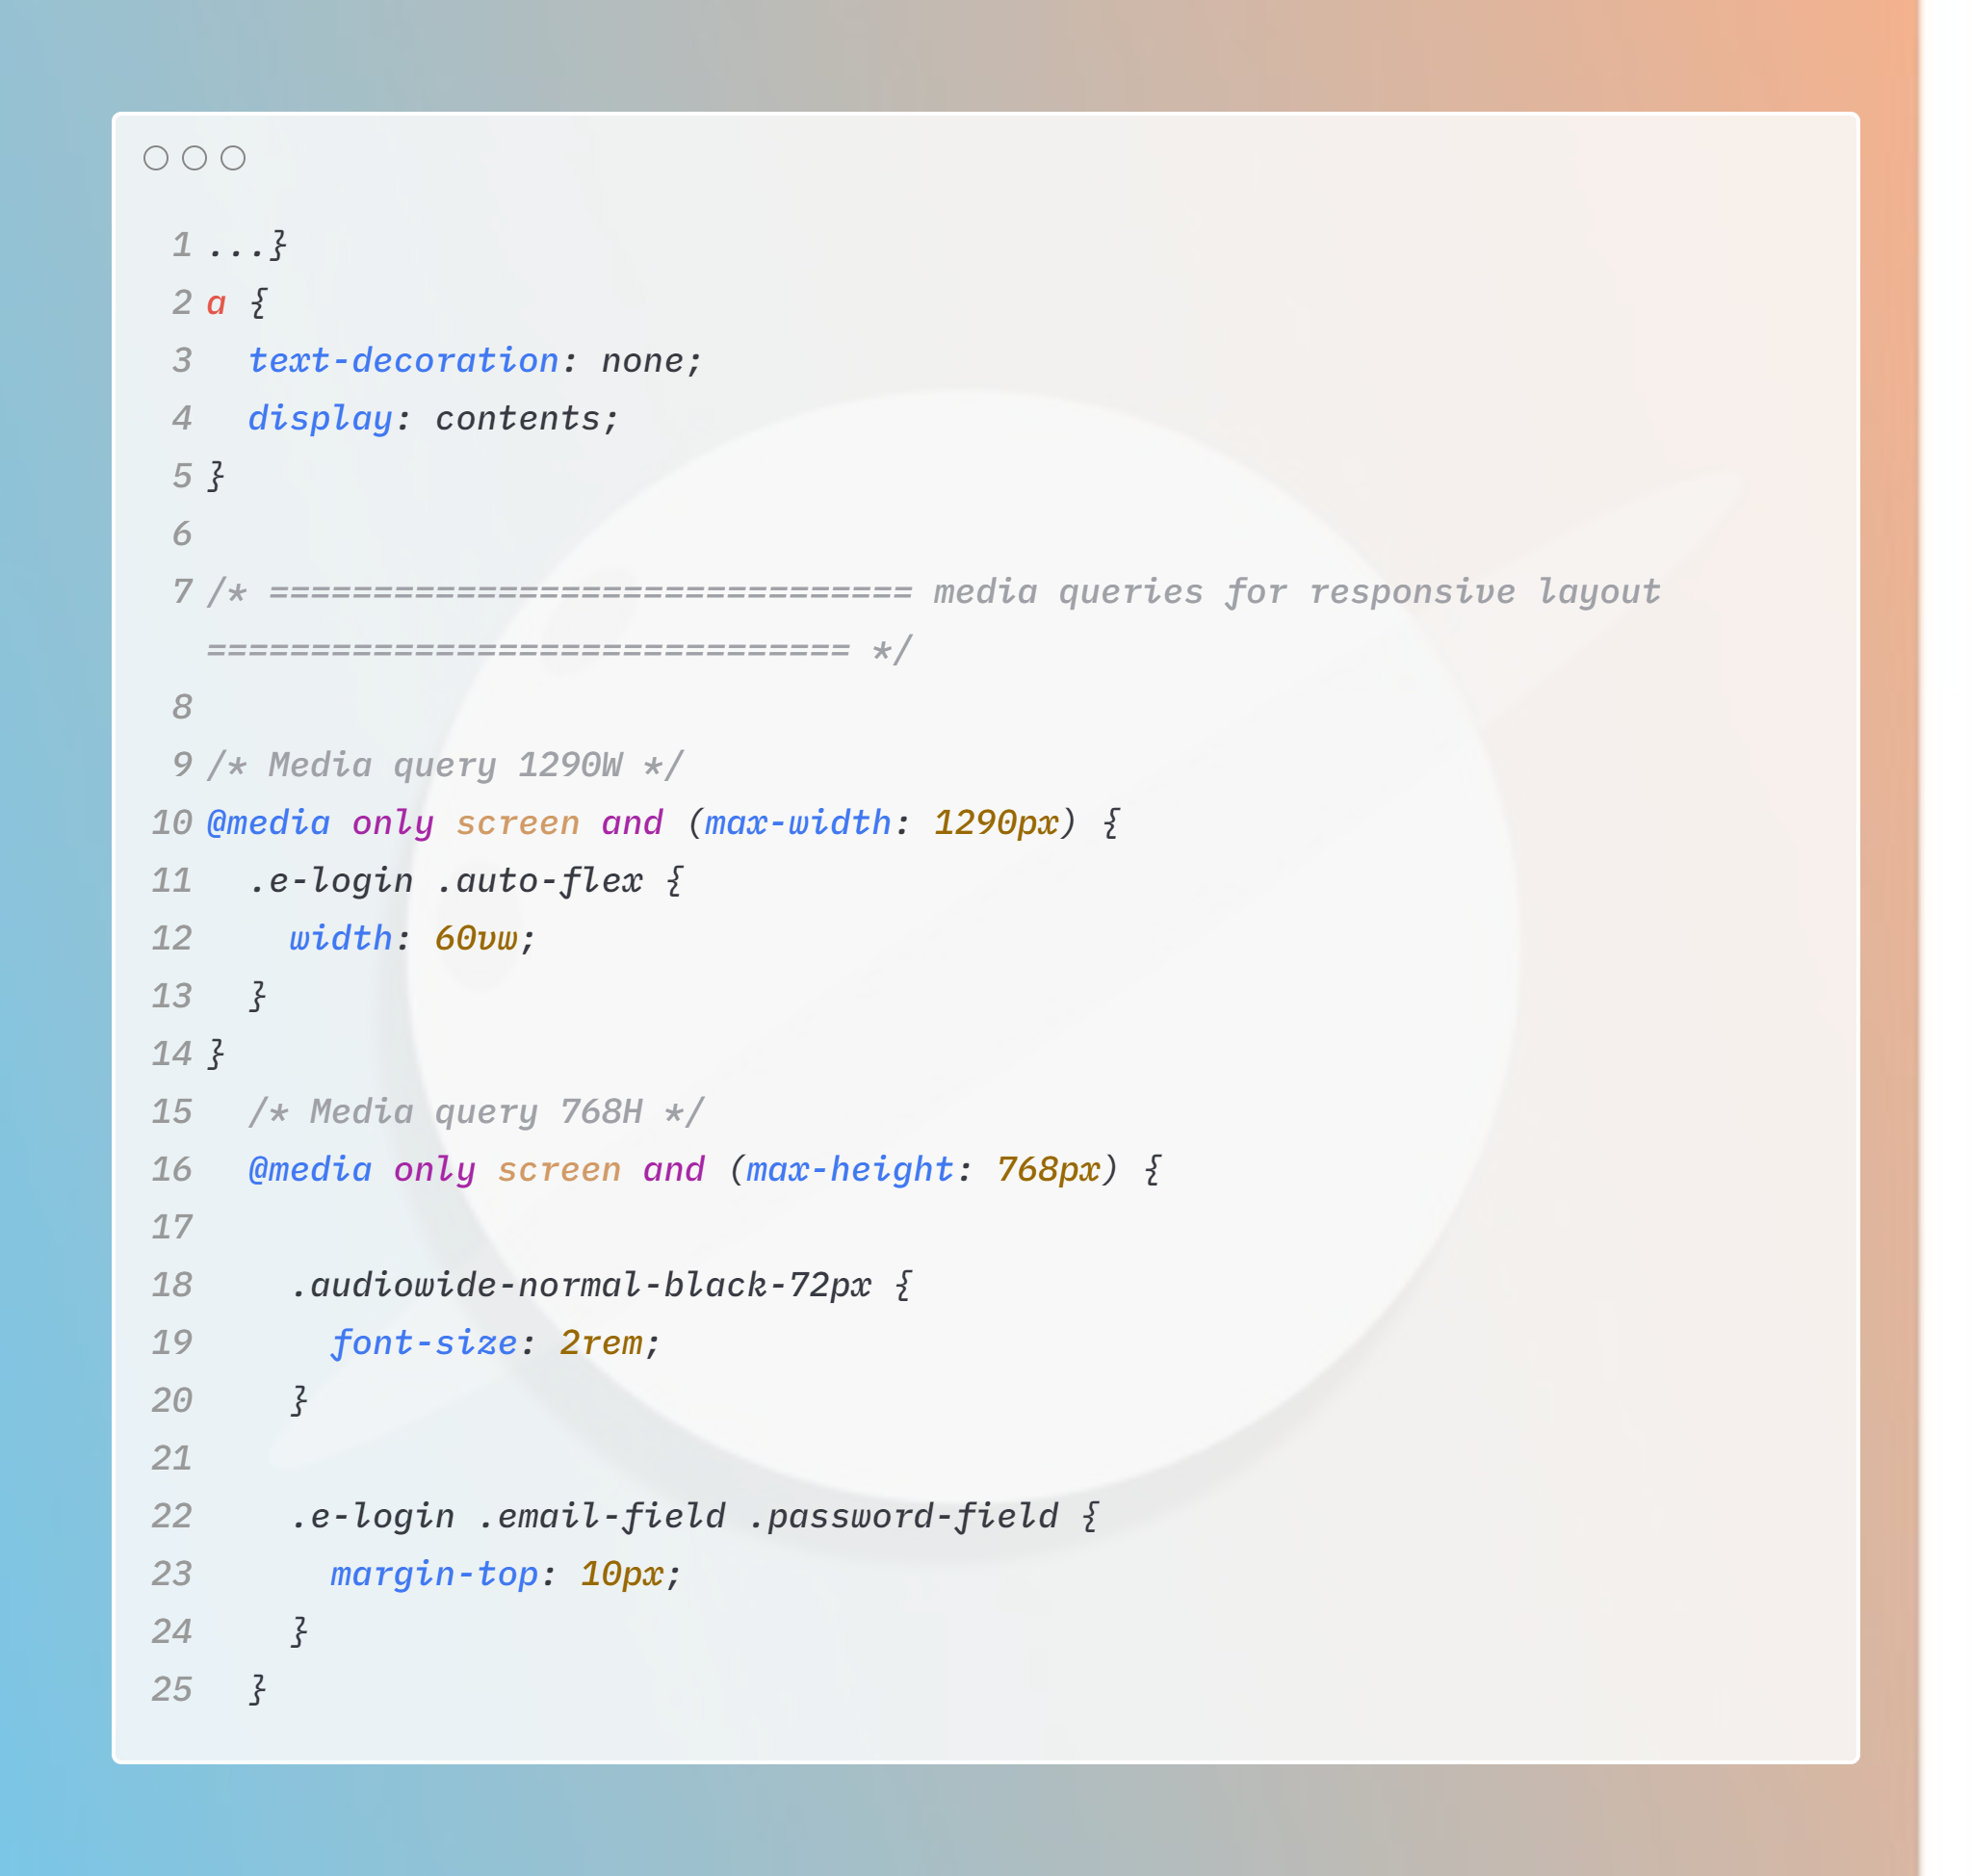 1 ...}
2 a {
3   text-decoration: none;
4   display: contents;
5 }
6
7 /* =============================== media queries for responsive layout
=============================== */
8
9 /* Media query 1290W */
10 @media only screen and (max-width: 1290px) {
11   .e-login .auto-flex {
12     width: 60vw;
13   }
14 }
15   /* Media query 768H */
16   @media only screen and (max-height: 768px) {
17
18     .audiowide-normal-black-72px {
19       font-size: 2rem;
20     }
21
22     .e-login .email-field .password-field {
23       margin-top: 10px;
24     }
25   }